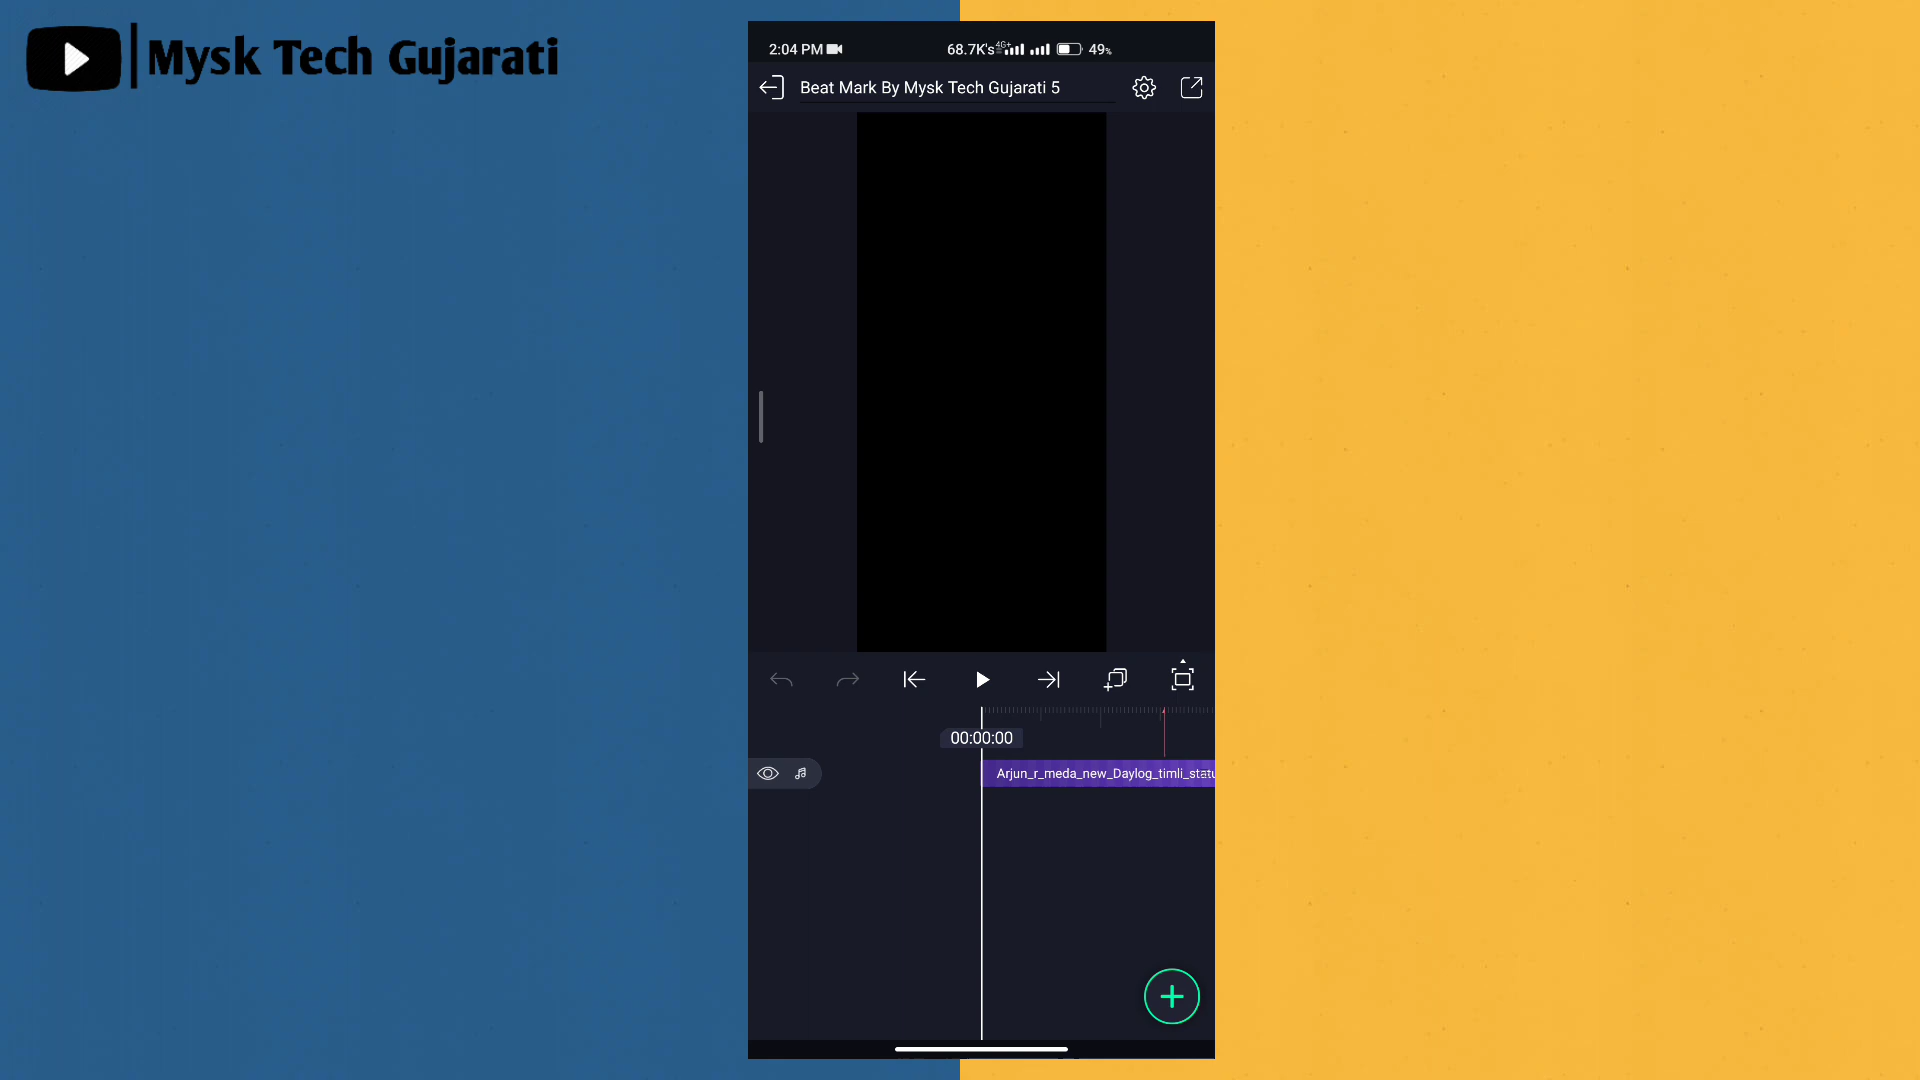 Mysk Tech Gujarati
2:04 PM 68.7K's 4G+ 49%
Beat Mark By Mysk Tech Gujarati 5
00:00:00
Arjun_r_meda_new_Daylog_timli_statu